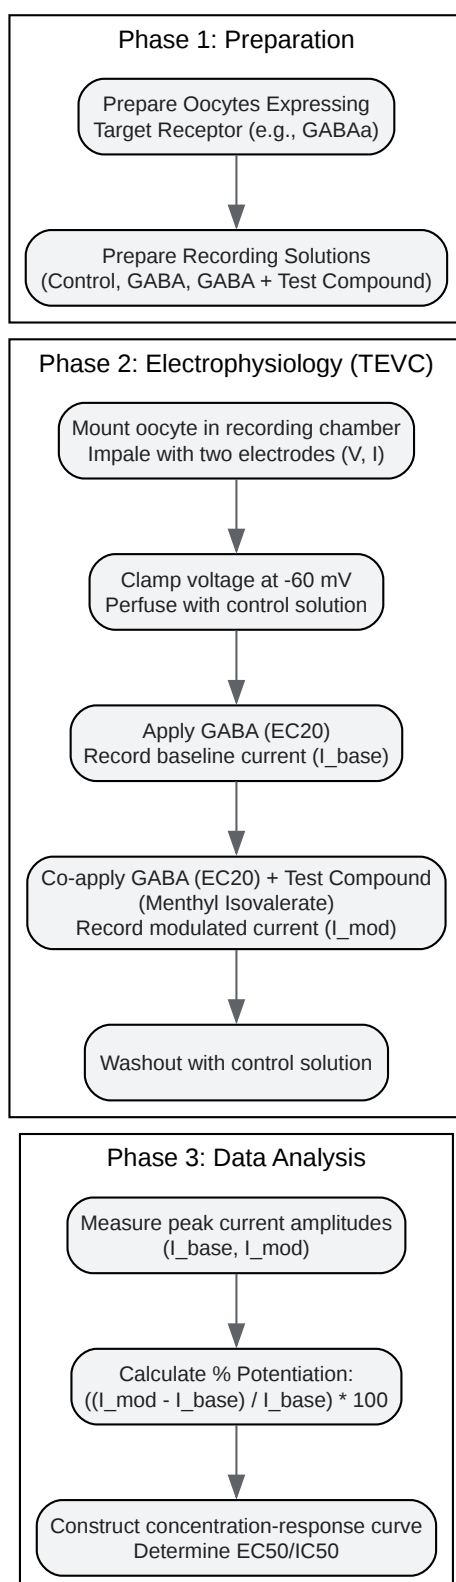 Phase 1: Preparation
Prepare Oocytes Expressing
Target Receptor (e.g., GABAa)
Prepare Recording Solutions
(Control, GABA, GABA + Test Compound)
Phase 2: Electrophysiology (TEVC)
Mount oocyte in recording chamber
Impale with two electrodes (V, I)
Clamp voltage at -60 mV
Perfuse with control solution
Apply GABA (EC20)
Record baseline current (I_base)
Co-apply GABA (EC20) + Test Compound
(Menthyl Isovalerate)
Record modulated current (I_mod)
Washout with control solution
Phase 3: Data Analysis
Measure peak current amplitudes
(I_base, I_mod)
Calculate % Potentiation:
((I_mod - I_base) / I_base) * 100
Construct concentration-response curve
Determine EC50/IC50